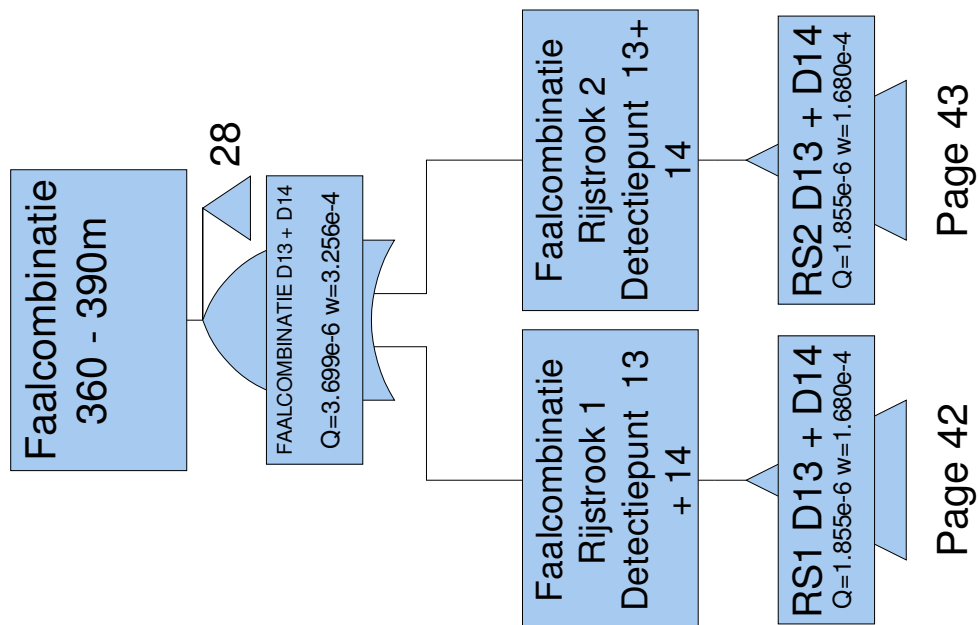 Faalcombinatie
360 - 390m
28
FAALCOMBINATIE D13 + D14
Q=3.699e-6 w=3.256e-4
Faalcombinatie
Rijstrook 1
Detectiepunt 13
+ 14
RS1 D13 + D14
Q=1.855e-6 w=1.680e-4
Page 42
Faalcombinatie
Rijstrook 2
Detectiepunt 13+
14
RS2 D13 + D14
Q=1.855e-6 w=1.680e-4
Page 43